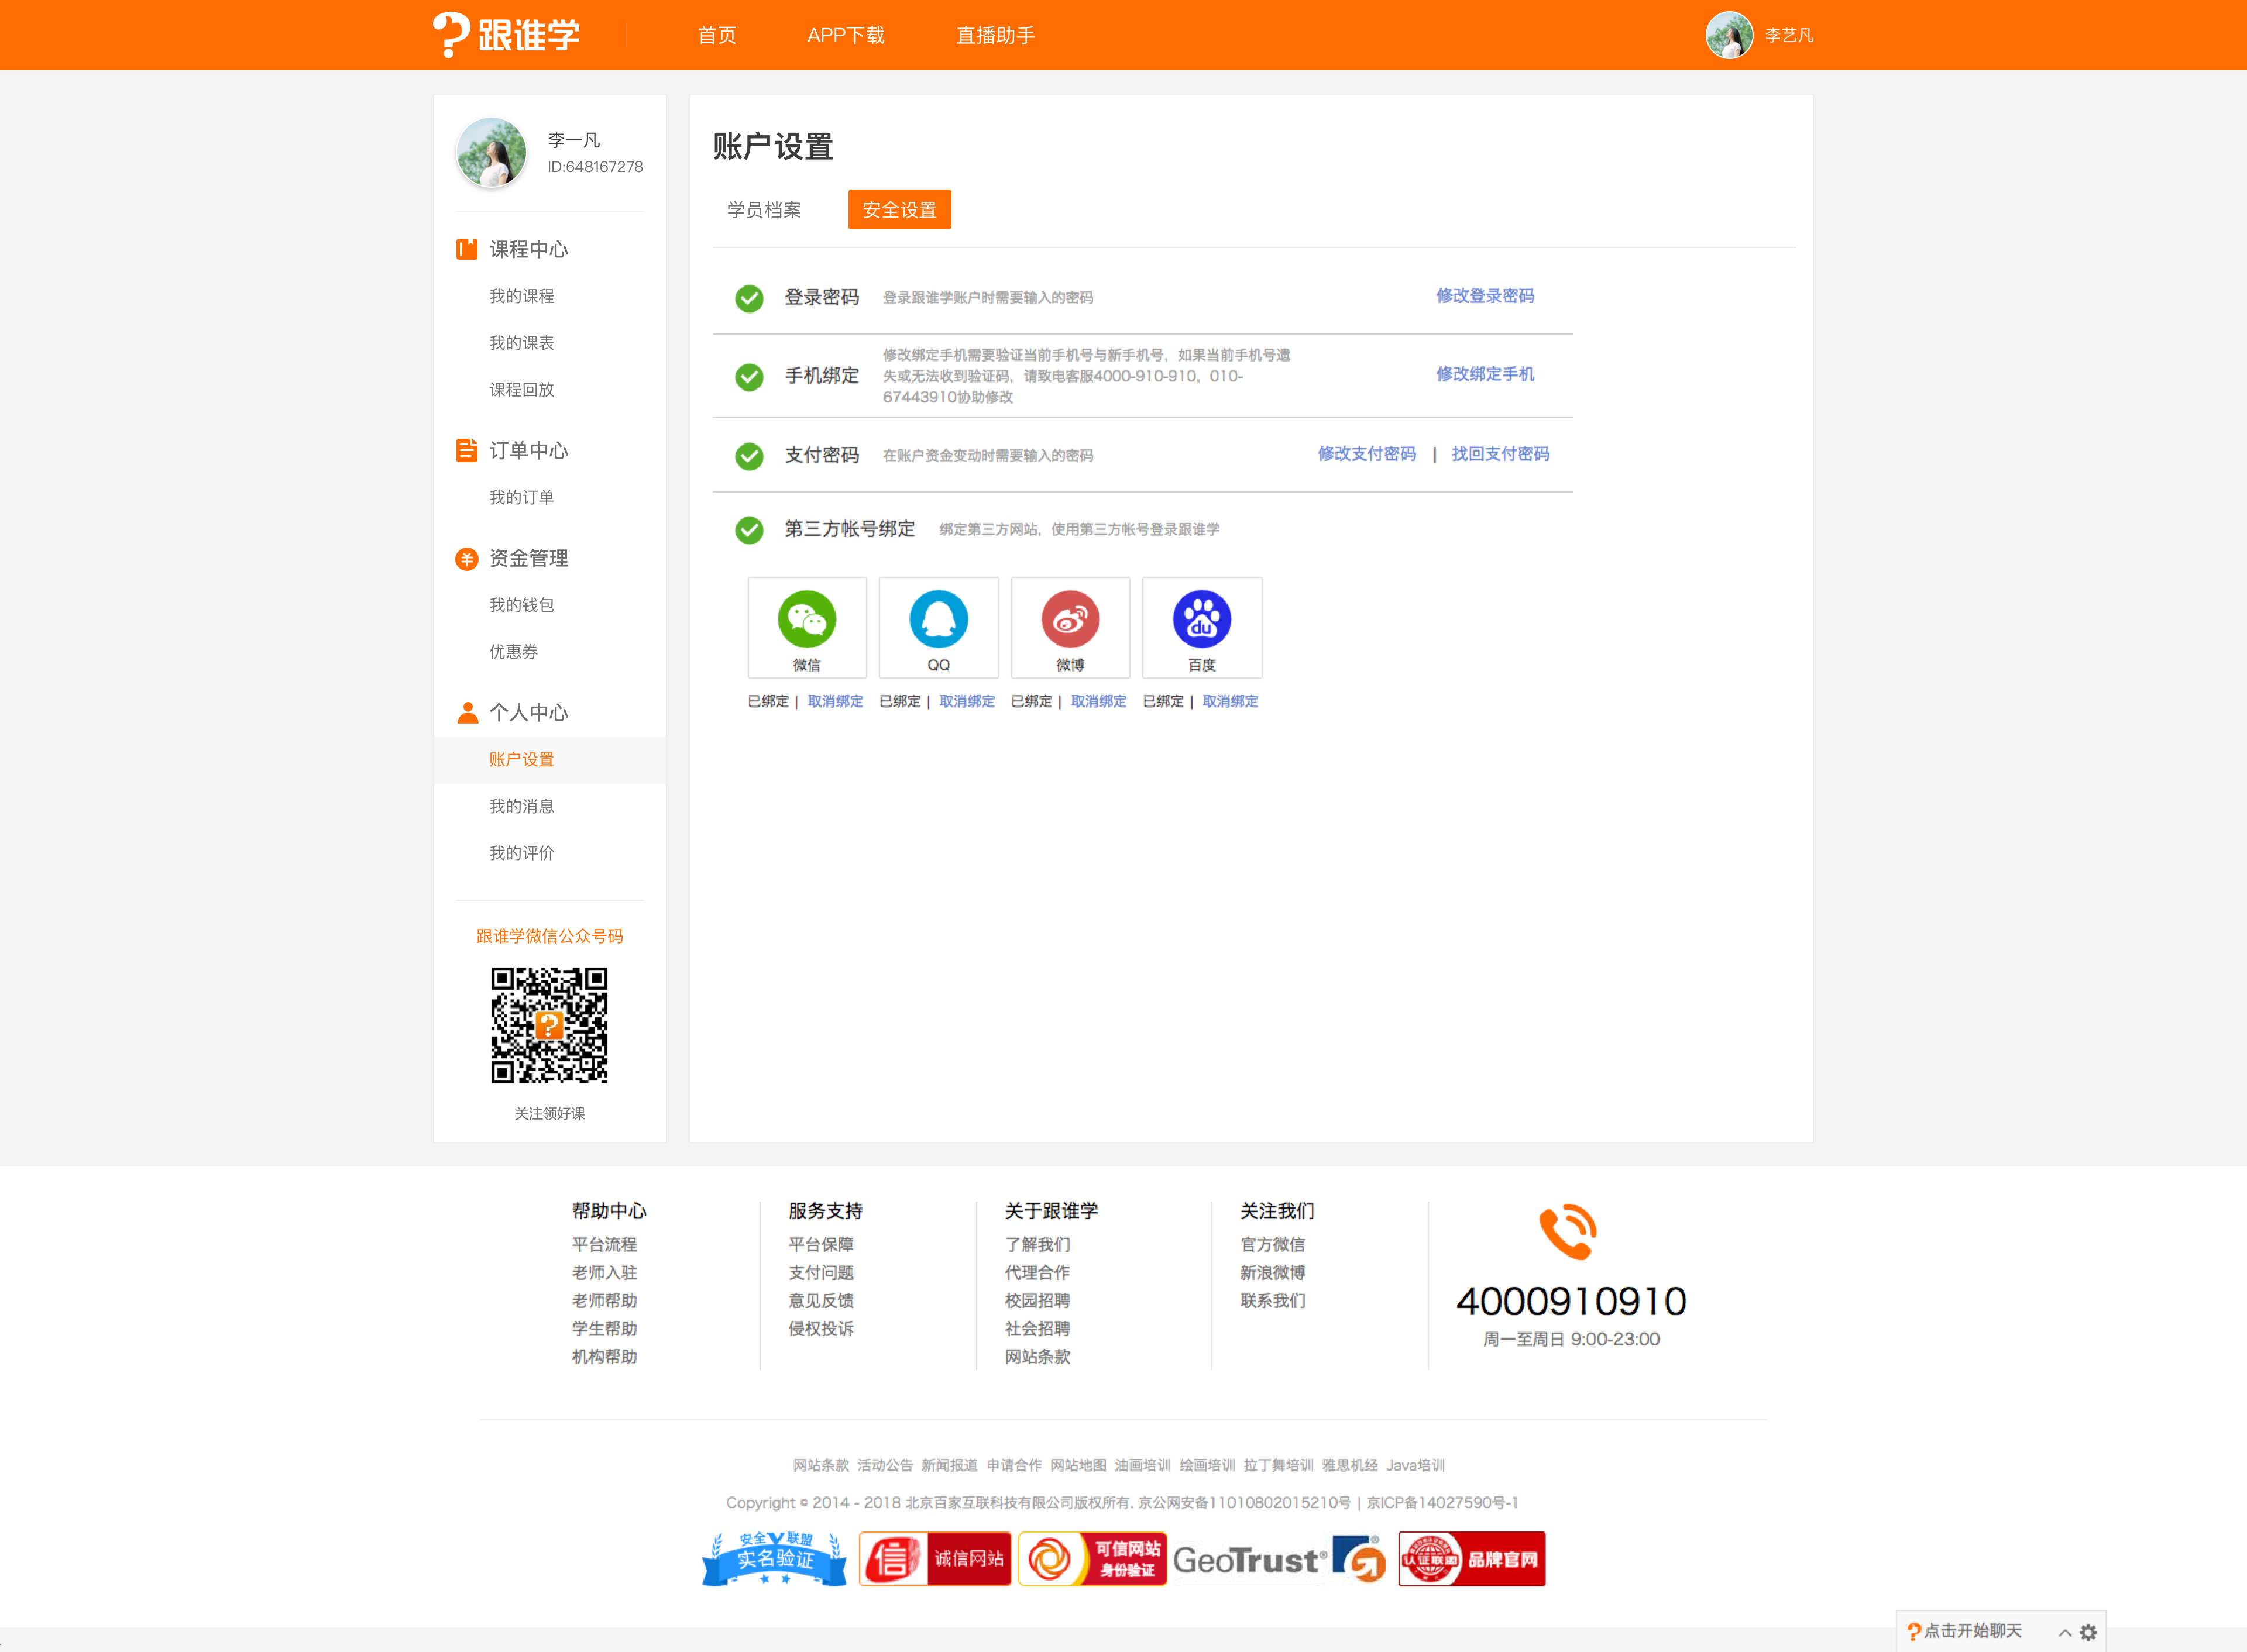 跟谁学 首页 APP下载 直播助手 李艺凡
李一凡
ID:648167278
课程中心
我的课程
我的课表
课程回放
订单中心
我的订单
资金管理
我的钱包
优惠券
个人中心
账户设置
我的消息
我的评价
跟谁学微信公众号码
关注领好课
账户设置
学员档案 安全设置
登录密码 登录跟谁学账户时需要输入的密码 修改登录密码
手机绑定 修改绑定手机需要验证当前手机号与新手机号，如果当前手机号遗
失或无法收到验证码，请致电客服4000-910-910，010-
67443910协助修改
修改绑定手机
支付密码 在账户资金变动时需要输入的密码 修改支付密码 | 找回支付密码
第三方帐号绑定 绑定第三方网站，使用第三方帐号登录跟谁学
du
微信 QQ 微博 百度
已绑定 | 取消绑定 已绑定 | 取消绑定 已绑定 | 取消绑定 已绑定 | 取消绑定
帮助中心
平台流程
老师入驻
老师帮助
学生帮助
机构帮助
服务支持
平台保障
支付问题
意见反馈
侵权投诉
关于跟谁学
了解我们
代理合作
校园招聘
社会招聘
网站条款
关注我们
官方微信
新浪微博
联系我们
4000910910
周一至周日 9:00-23:00
网站条款 活动公告 新闻报道 申请合作 网站地图 油画培训 绘画培训 拉丁舞培训 雅思机经 Java培训
Copyright © 2014 - 2018 北京百家互联科技有限公司版权所有. 京公网安备11010802015210号 | 京ICP备14027590号-1
安全V联盟
实名验证
信 诚信网站
可信网站
身份验证
GeoTrust®
认证联盟 品牌官网
点击开始聊天